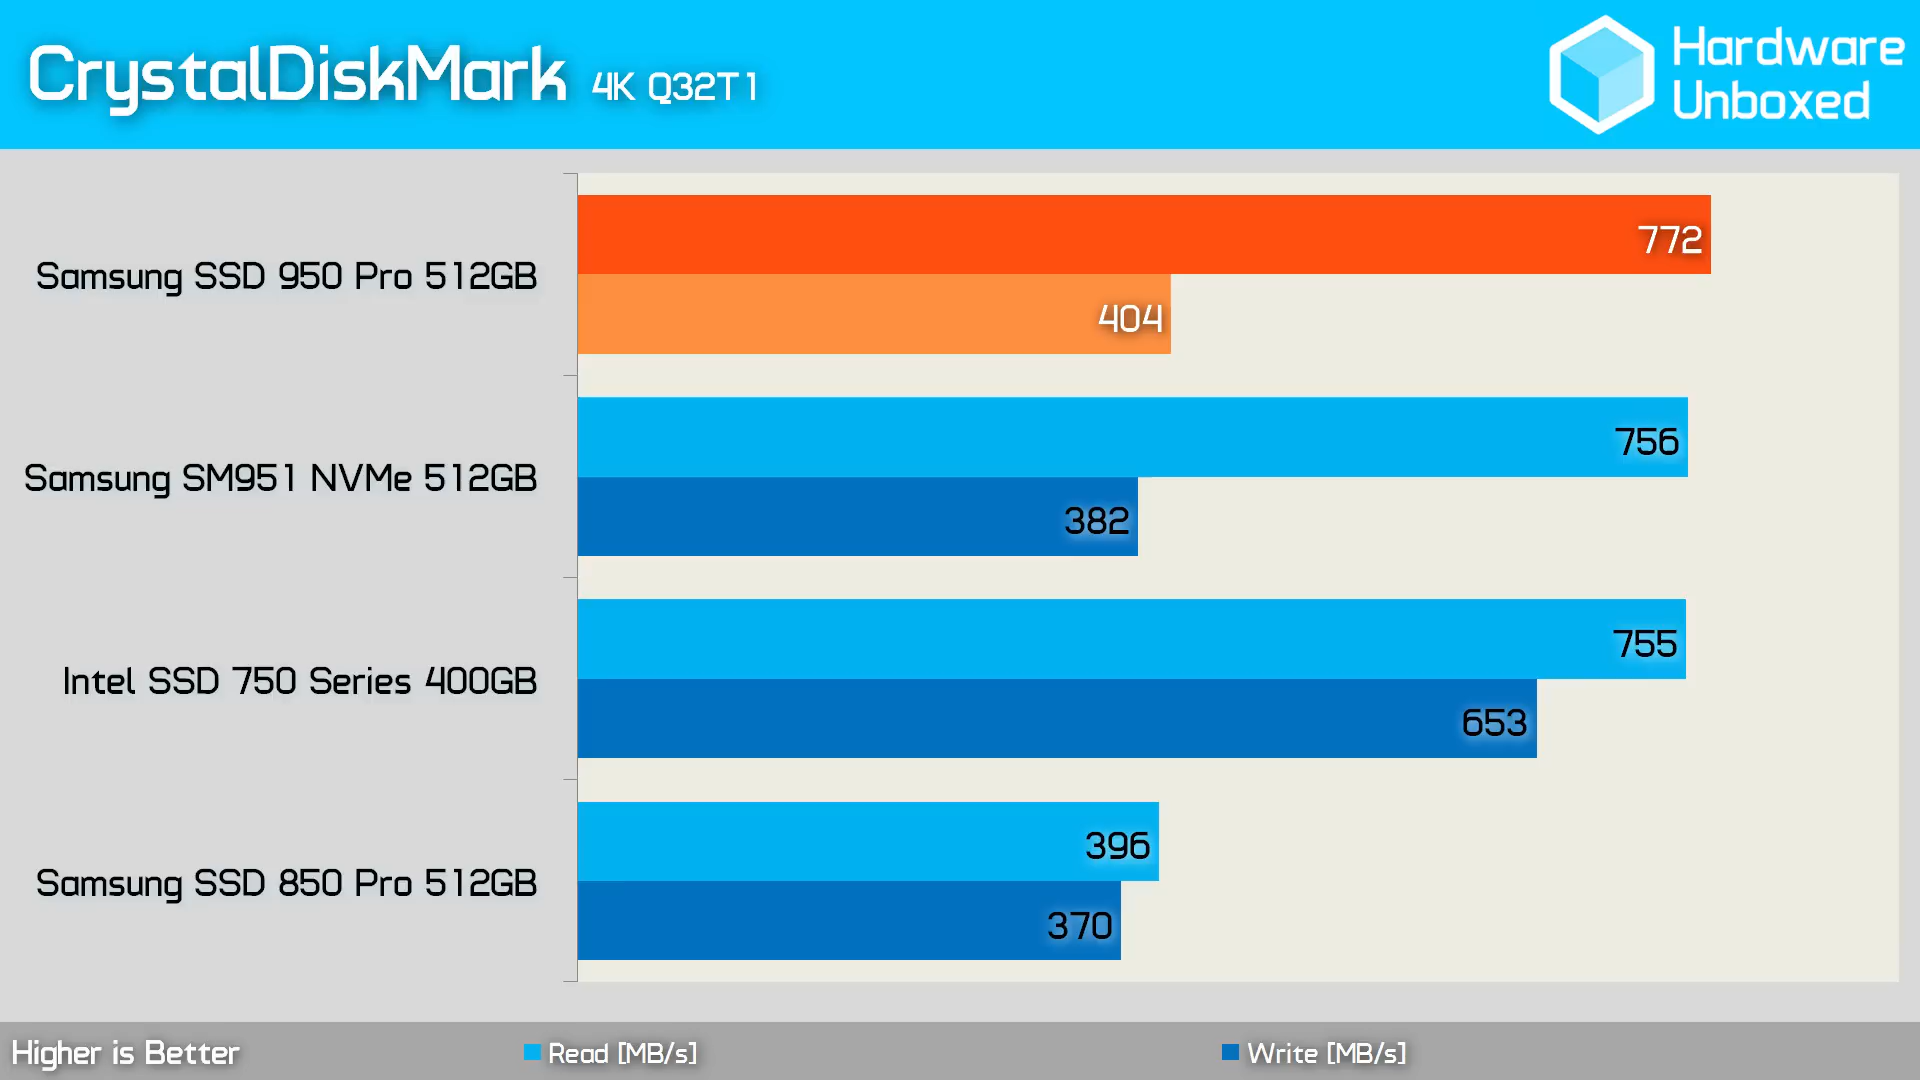 CrystalDiskMark 4K Q32T1
Hardware
Unboxed
Samsung SSD 950 Pro 512GB
772
404
Samsung SM951 NVMe 512GB
756
382
Intel SSD 750 Series 400GB
755
653
Samsung SSD 850 Pro 512GB
396
370
Higher is Better
Read [MB/s]
Write [MB/s]